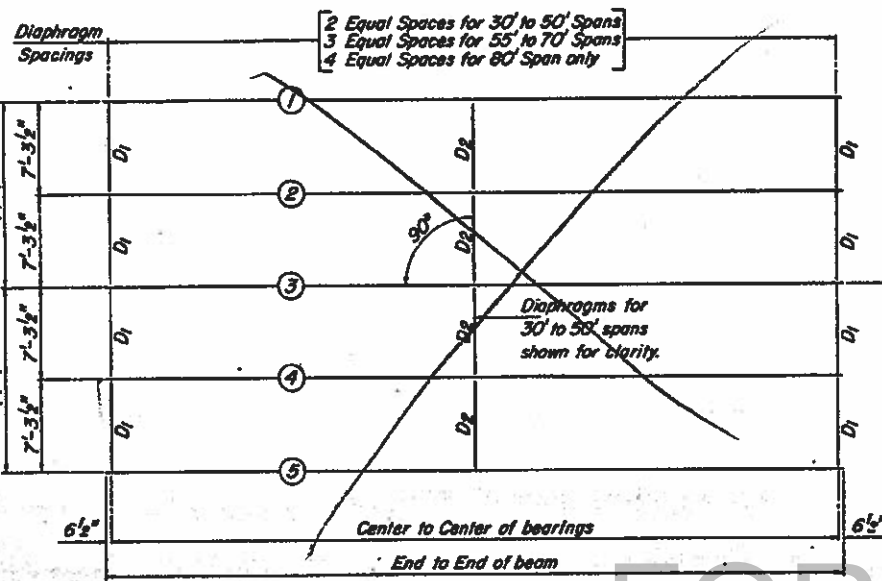 Diaphragm
Spacings
2 Equal Spaces for 30' to 50' Spans
3 Equal Spaces for 55' to 70' Spans
4 Equal Spaces for 80' Span only
1
7'-3½"
D1
D2
D1
2
7'-3½"
D1
90°
D2
D1
3
7'-3½"
D1
D2
Diaphragms for
30' to 50' spans
shown for clarity.
D1
4
7'-3½"
D1
D2
D1
5
6½"
Center to Center of bearings
6½"
End to End of beam